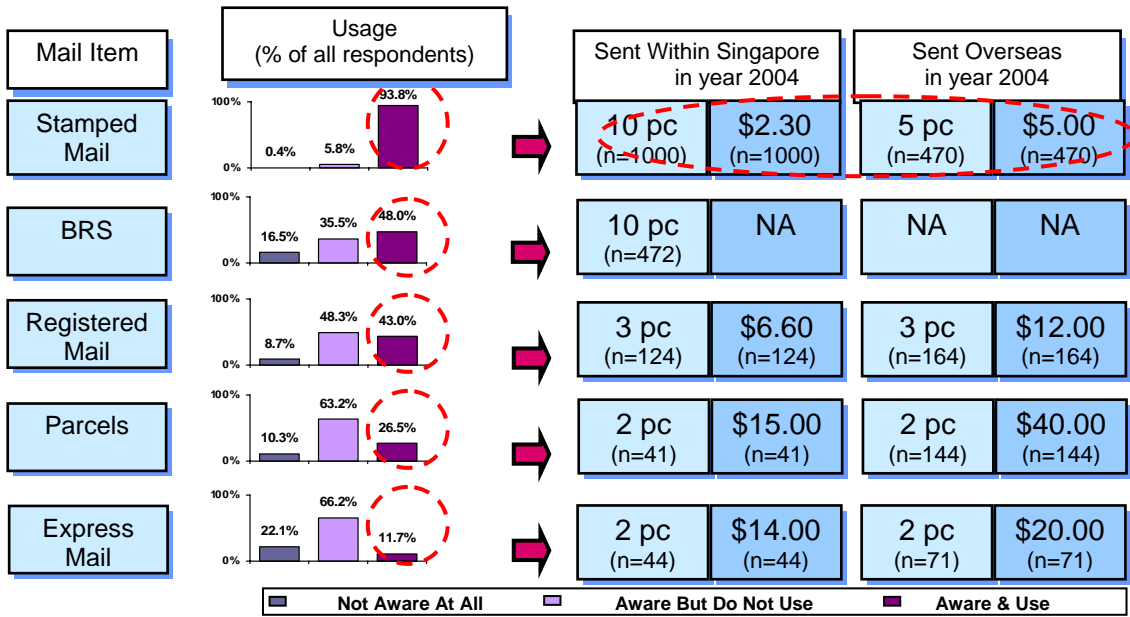 Mail Item
Usage
(% of all respondents)
Sent Within Singapore
in year 2004
Sent Overseas
in year 2004
Stamped
Mail
100%
0%
0.4%
5.8%
93.8%
10 pc
(n=1000)
$2.30
(n=1000)
5 pc
(n=470)
$5.00
(n=470)
BRS
100%
0%
16.5%
35.5%
48.0%
10 pc
(n=472)
NA
NA
NA
Registered
Mail
100%
0%
8.7%
48.3%
43.0%
3 pc
(n=124)
$6.60
(n=124)
3 pc
(n=164)
$12.00
(n=164)
Parcels
100%
0%
10.3%
63.2%
26.5%
2 pc
(n=41)
$15.00
(n=41)
2 pc
(n=144)
$40.00
(n=144)
Express
Mail
100%
0%
22.1%
66.2%
11.7%
2 pc
(n=44)
$14.00
(n=44)
2 pc
(n=71)
$20.00
(n=71)
Not Aware At All
Aware But Do Not Use
Aware & Use